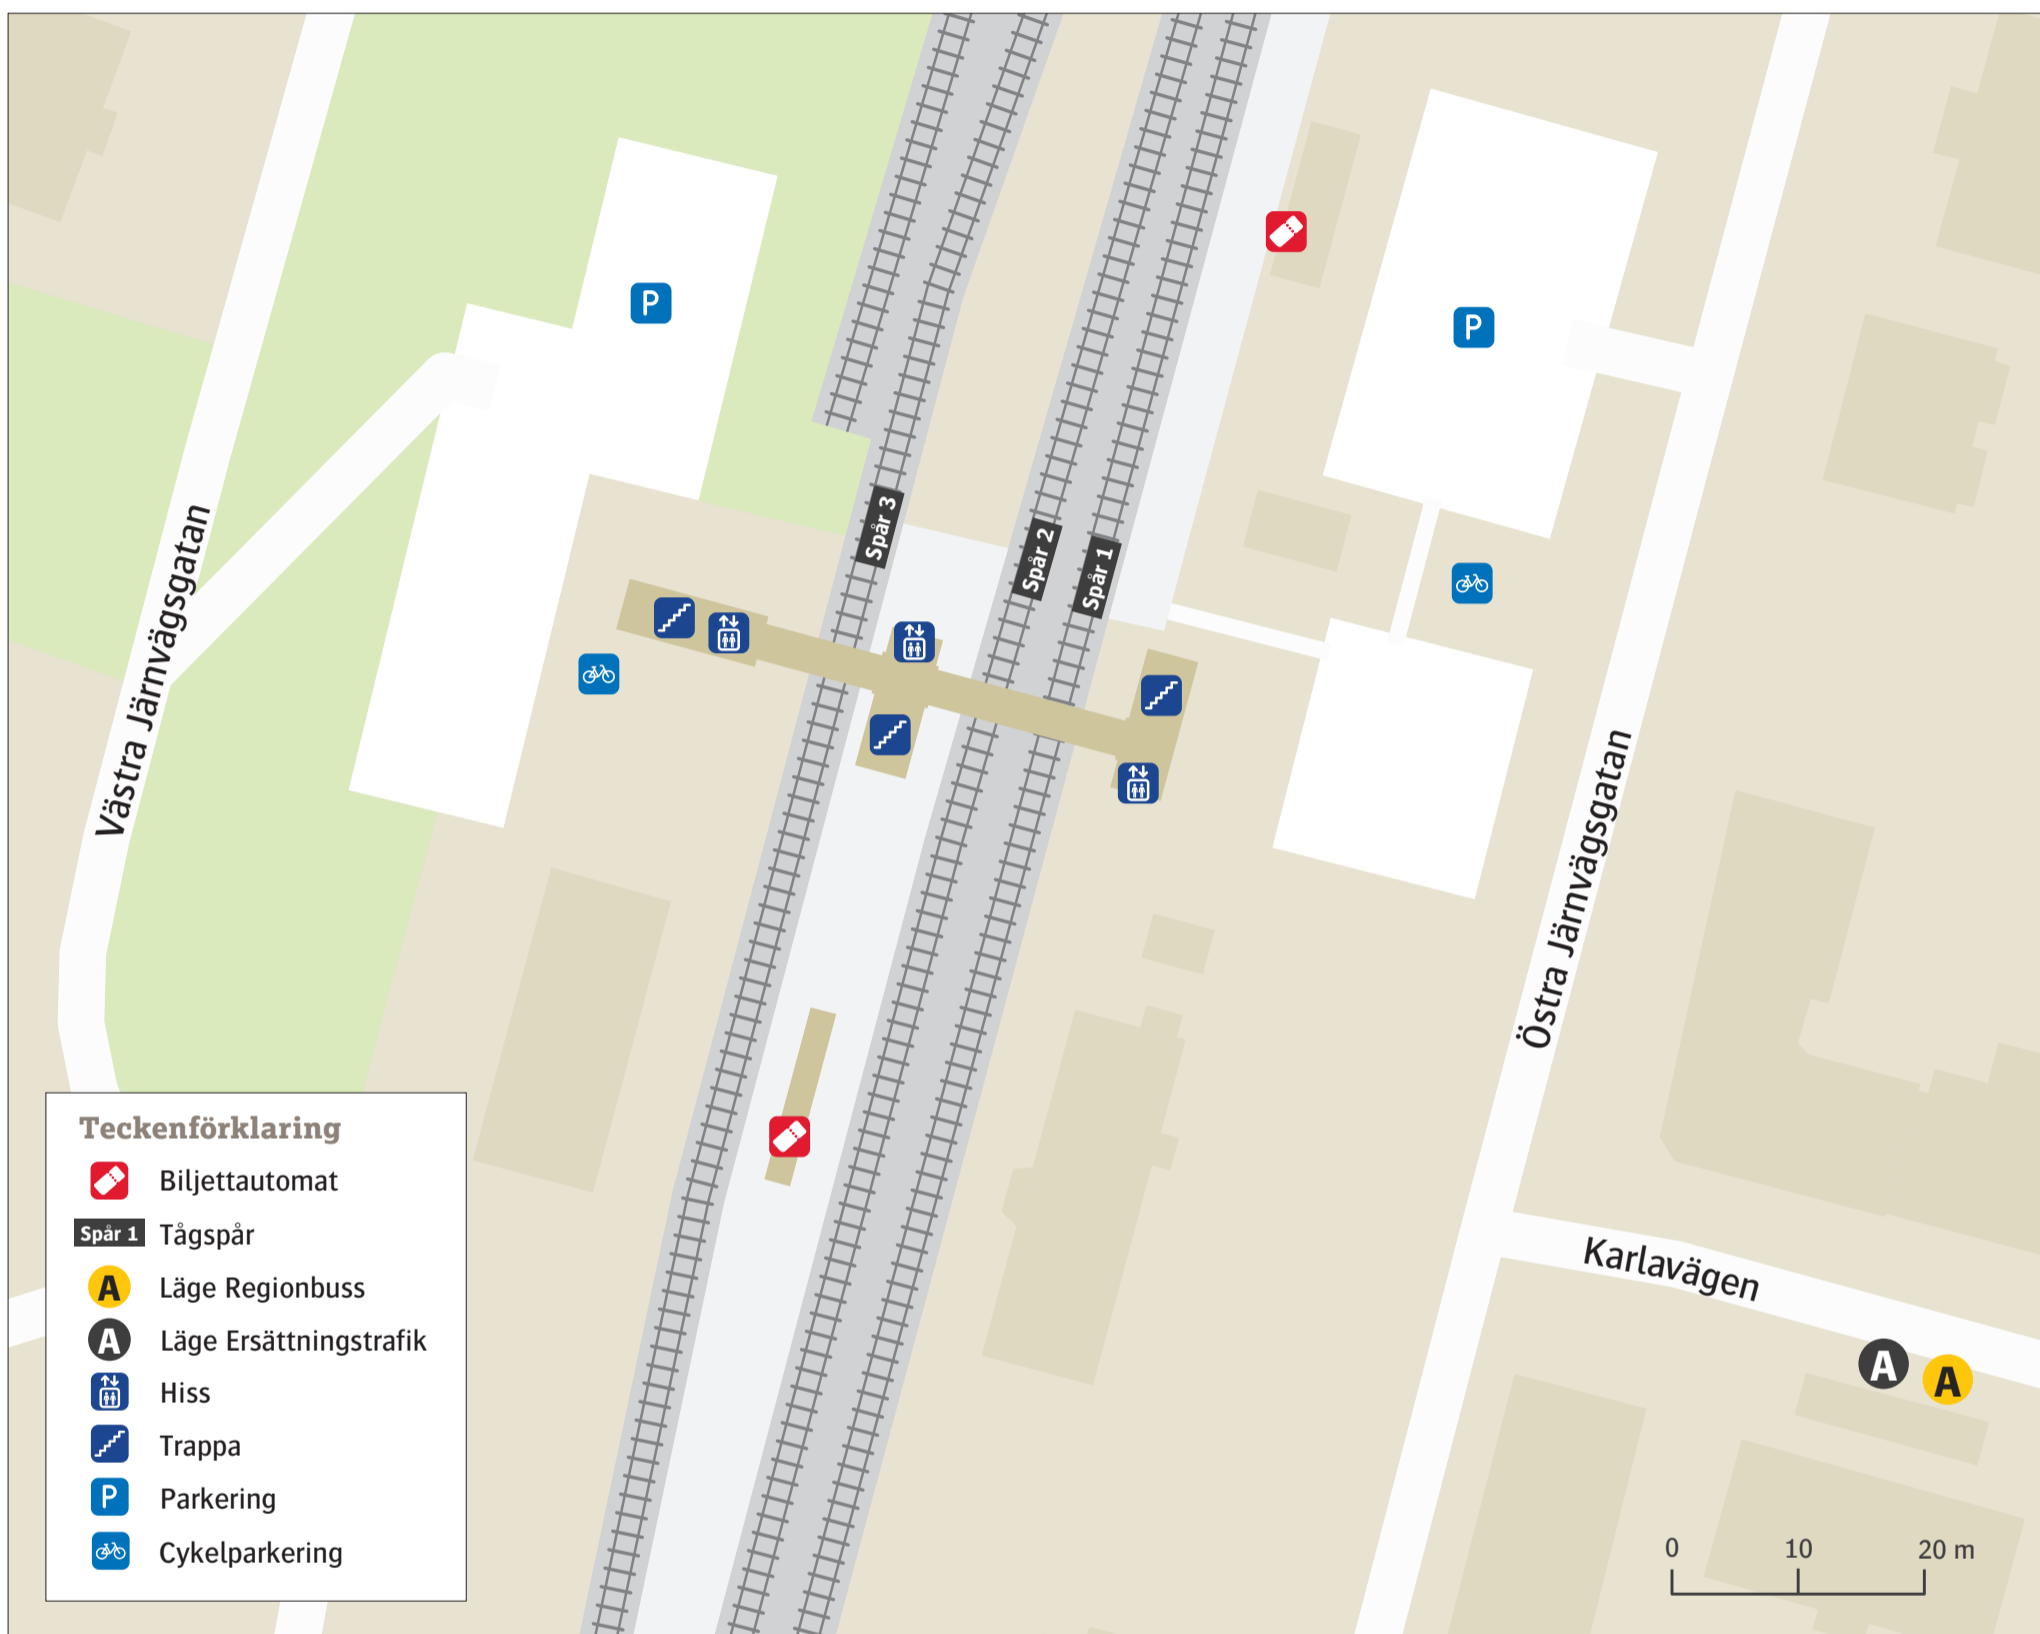 P
P
Spår 3
Spår 2
Spår 1
Västra Järnvägsgatan
Östra Järnvägsgatan
Karlavägen
A
A
Teckenförklaring
Biljettautomat
Spår 1 Tågspår
A Läge Regionbuss
A Läge Ersättningstrafik
Hiss
Trappa
P Parkering
Cykelparkering
0 10 20 m